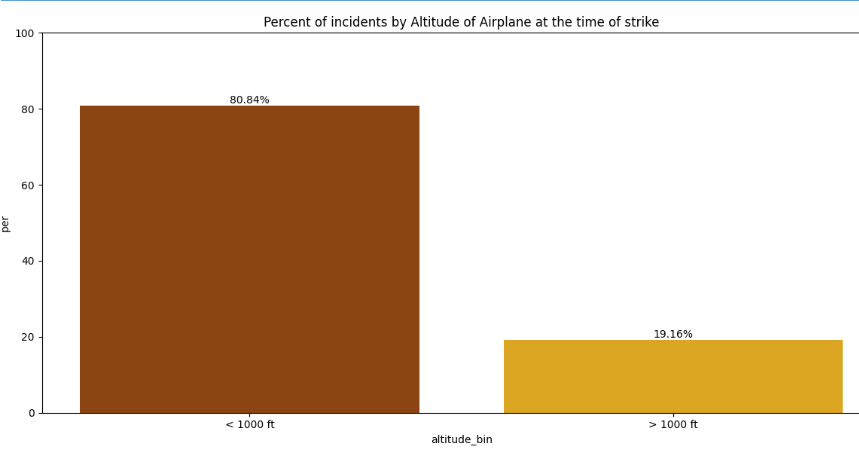 Percent of incidents by Altitude of Airplane at the time of strike
100
80
60
40
20
0
per
80.84%
19.16%
< 1000 ft
> 1000 ft
altitude_bin